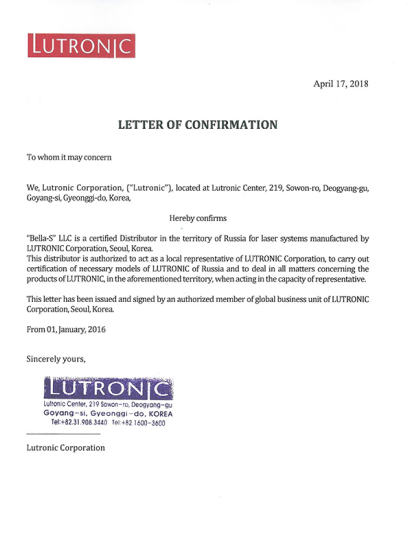 LUTRONIC
April 17, 2018
LETTER OF CONFIRMATION
To whom it may concern
We, Lutronic Corporation, ("Lutronic"), located at Lutronic Center, 219, Sowon-ro, Deogyang-gu,
Goyang-si, Gyeonggi-do, Korea,
Hereby confirms
"Bella-S" LLC is a certified Distributor in the territory of Russia for laser systems manufactured by
LUTRONIC Corporation, Seoul, Korea.
This distributor is authorized to act as a local representative of LUTRONIC Corporation, to carry out
certification of necessary models of LUTRONIC of Russia and to deal in all matters concerning the
products of LUTRONIC, in the aforementioned territory, when acting in the capacity of representative.
This letter has been issued and signed by an authorized member of global business unit of LUTRONIC
Corporation, Seoul, Korea.
From 01, January, 2016
Sincerely yours,
LUTRONIC
Lutronic Center, 219 Sowon-ro, Deogyang-gu
Goyang-si, Gyeonggi-do, KOREA
Tel:+82.31.908.3440 Tel:+82.1600-3600
Lutronic Corporation